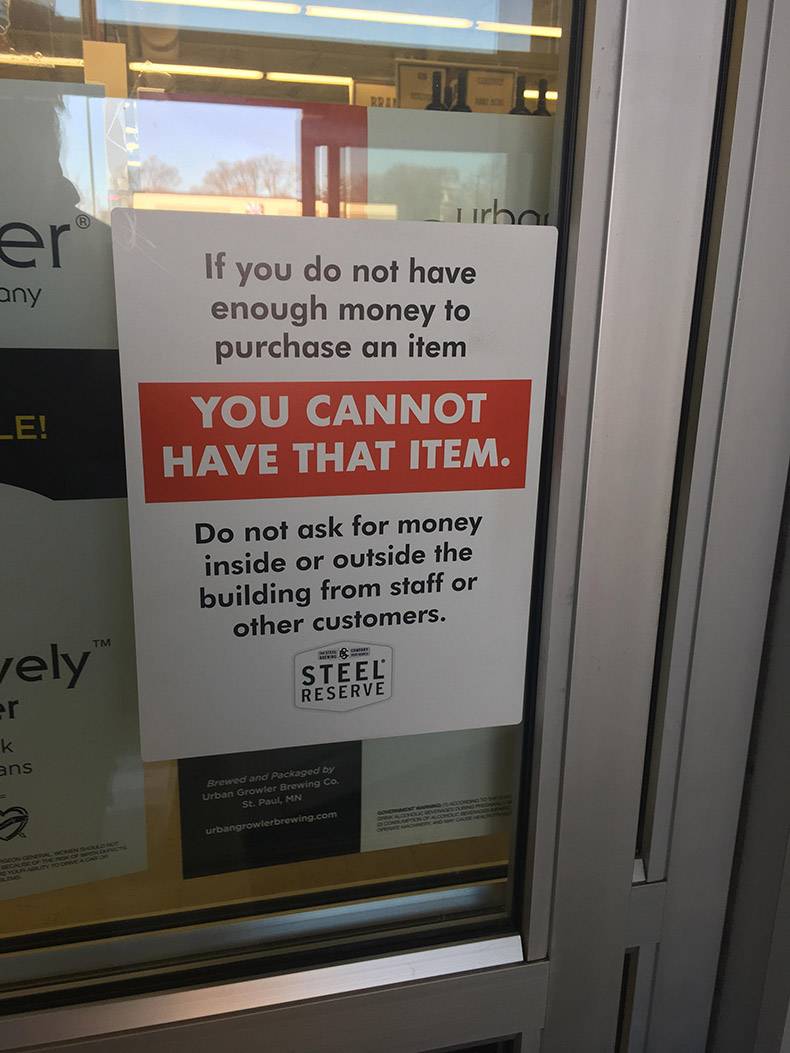 er®
any
urban
If you do not have
enough money to
purchase an item
YOU CANNOT
HAVE THAT ITEM.
Do not ask for money
inside or outside the
building from staff or
other customers.
STEEL
RESERVE
LE!
vely™
er
k
ans
Brewed and Packaged by
Urban Growler Brewing Co.
St. Paul, MN
urbangrowlerbrewing.com